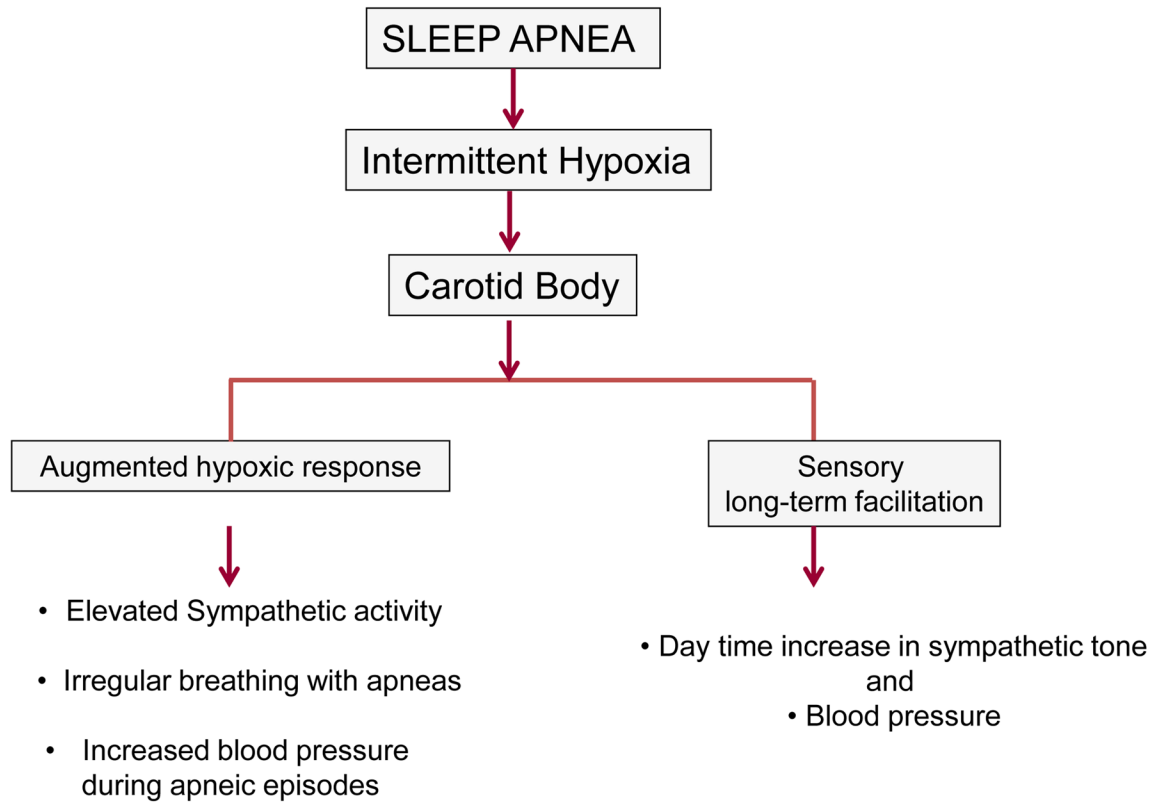 SLEEP APNEA
Intermittent Hypoxia
Carotid Body
Augmented hypoxic response
Sensory
long-term facilitation
• Elevated Sympathetic activity
• Irregular breathing with apneas
• Increased blood pressure
during apneic episodes
• Day time increase in sympathetic tone
and
• Blood pressure